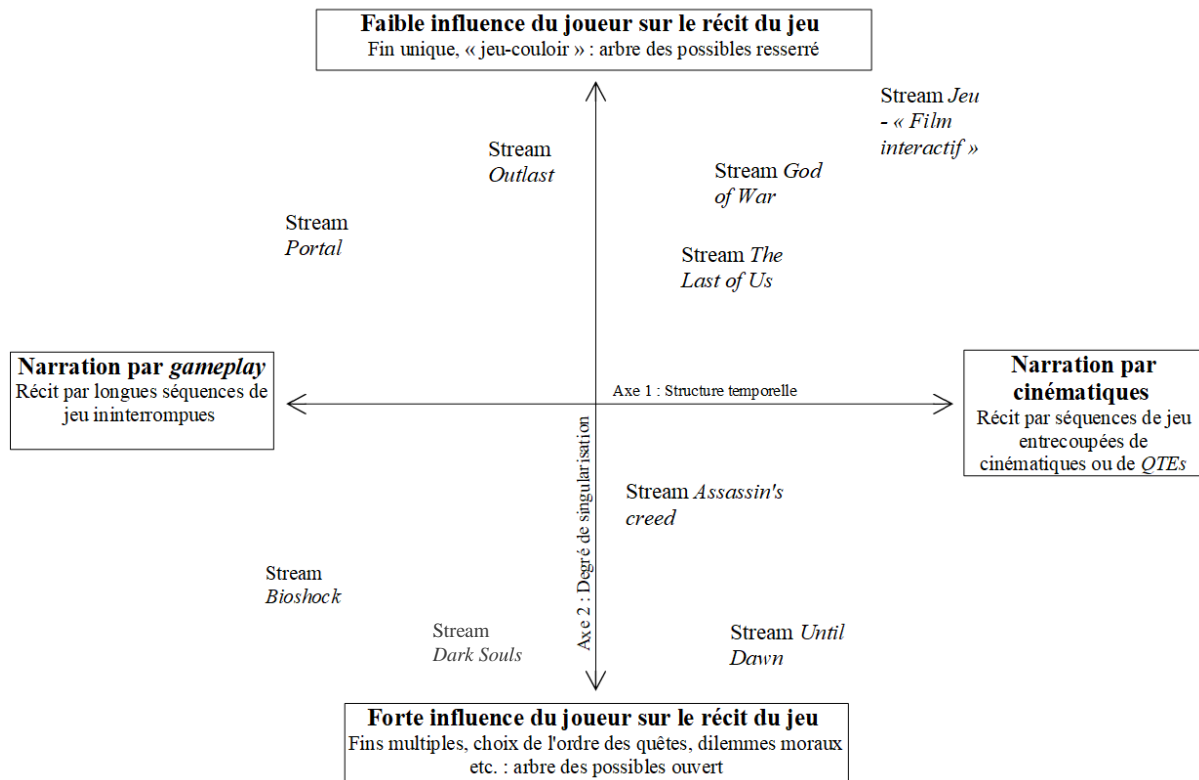 Faible influence du joueur sur le récit du jeu
Fin unique, « jeu-couloir » : arbre des possibles resserré
Stream Jeu
- « Film
interactif »
Stream
Outlast
Stream God
of War
Stream
Portal
Stream The
Last of Us
Narration par gameplay
Récit par longues séquences de
jeu ininterrompues
Axe 1 : Structure temporelle
Narration par
cinématiques
Récit par séquences de jeu
entrecoupées de
cinématiques ou de QTEs
Axe 2 : Degré de singularisation
Stream Assassin's
creed
Stream
Bioshock
Stream
Dark Souls
Stream Until
Dawn
Forte influence du joueur sur le récit du jeu
Fins multiples, choix de l'ordre des quêtes, dilemmes moraux
etc. : arbre des possibles ouvert